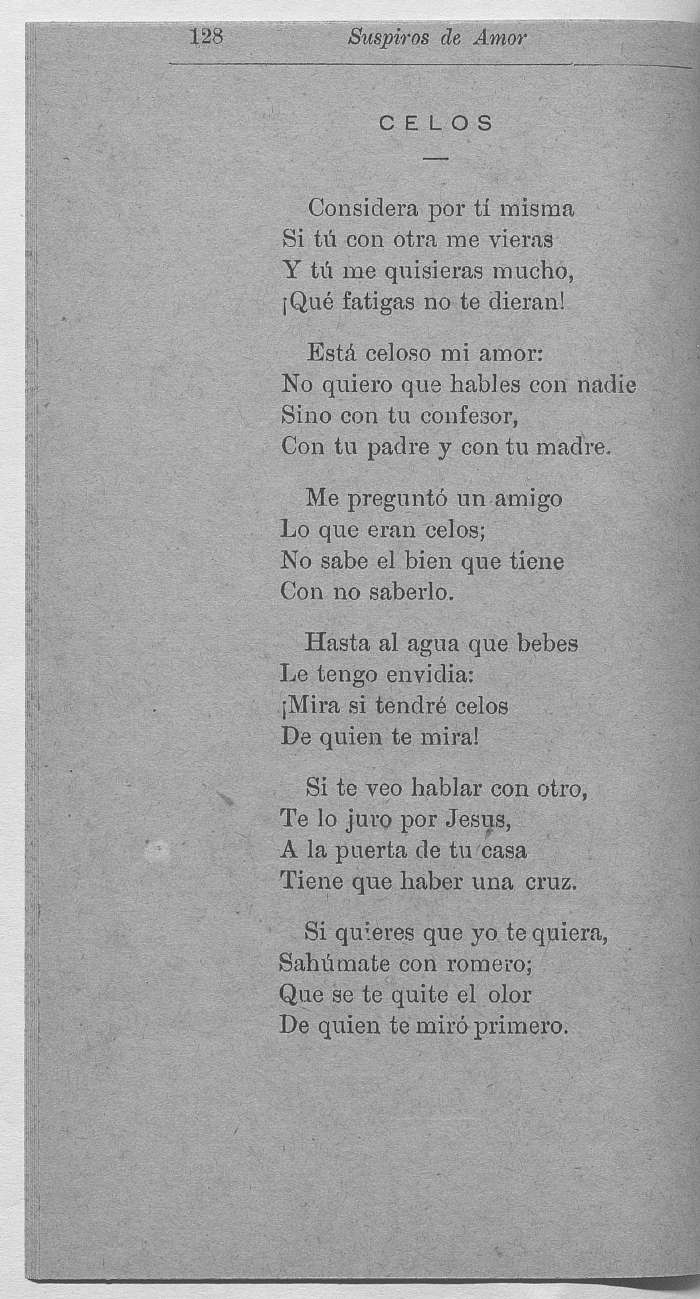 128 Suspiros de Amor
CELOS
Considera por tí misma
Si tú con otra me vieras
Y tú me quisieras mucho,
¡Qué fatigas no te dieran!
Está celoso mi amor:
No quiero que hables con nadie
Sino con tu confesor,
Con tu padre y con tu madre.
Me preguntó un amigo
Lo que eran celos;
No sabe el bien que tiene
Con no saberlo.
Hasta al agua que bebes
Le tengo envidia:
¡Mira si tendré celos
De quien te mira!
Si te veo hablar con otro,
Te lo juro por Jesus,
A la puerta de tu casa
Tiene que haber una cruz.
Si quieres que yo te quiera,
Sahúmate con romero;
Que se te quite el olor
De quien te miró primero.